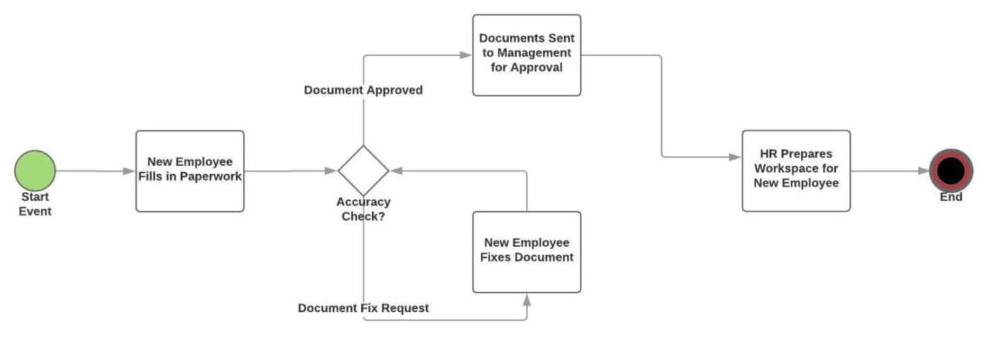 Start
Event
New Employee
Fills in Paperwork
Accuracy
Check?
Document Approved
Documents Sent
to Management
for Approval
Document Fix Request
New Employee
Fixes Document
HR Prepares
Workspace for
New Employee
End